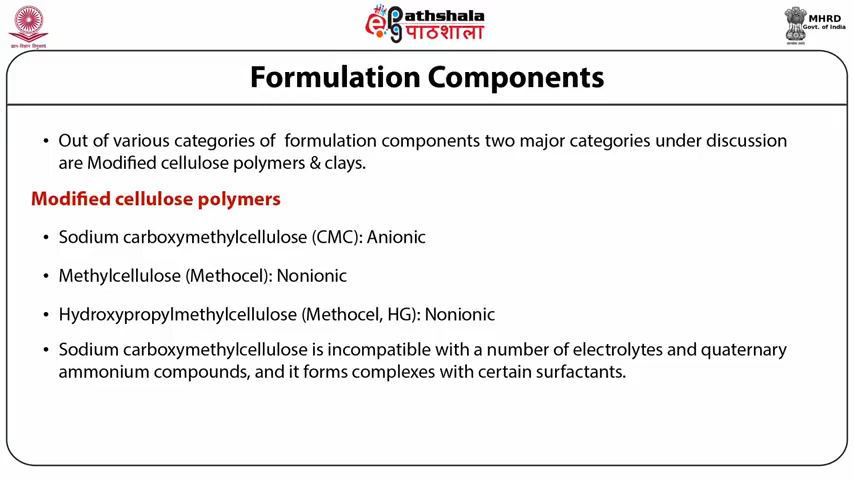 ePathshala
पाठशाला
MHRD
Govt. of India
Formulation Components
• Out of various categories of formulation components two major categories under discussion
are Modified cellulose polymers & clays.
Modified cellulose polymers
• Sodium carboxymethylcellulose (CMC): Anionic
• Methylcellulose (Methocel): Nonionic
• Hydroxypropylmethylcellulose (Methocel, HG): Nonionic
• Sodium carboxymethylcellulose is incompatible with a number of electrolytes and quaternary
ammonium compounds, and it forms complexes with certain surfactants.